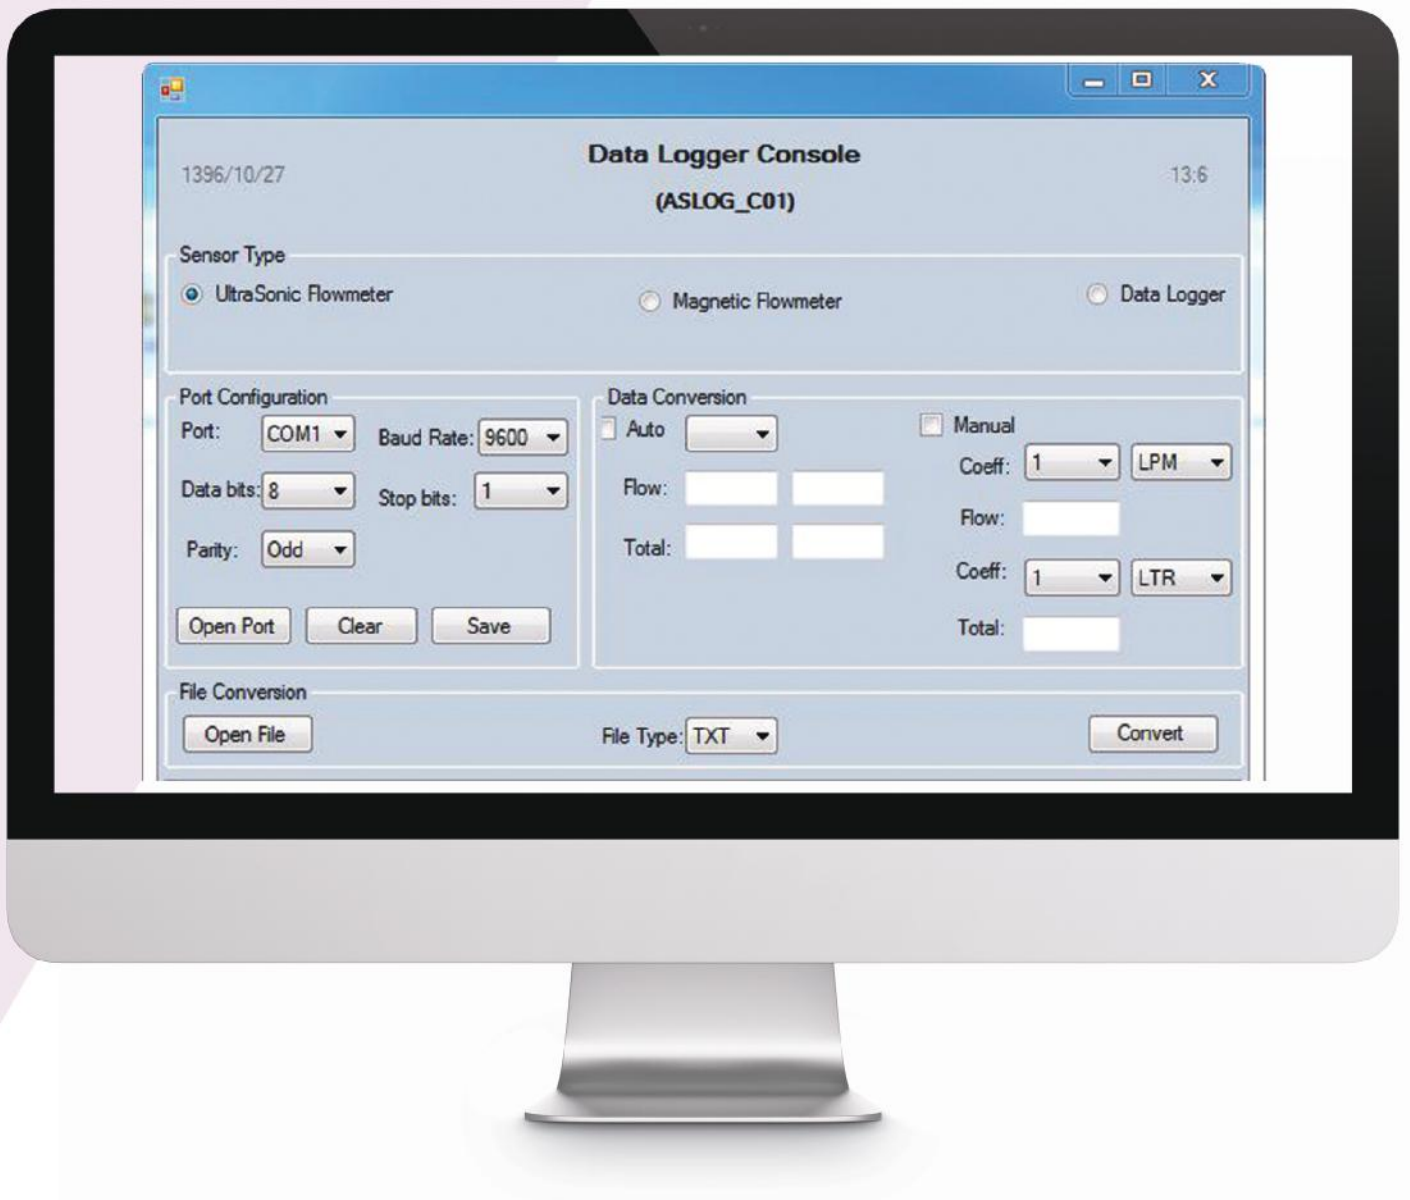 Data Logger Console
1396/10/27
13:6
(ASLOG_C01)
Sensor Type
UltraSonic Flowmeter
Magnetic Flowmeter
Data Logger
Port Configuration
Port: COM1
Baud Rate: 9600
Data bits: 8
Stop bits: 1
Parity: Odd
Open Port
Clear
Save
Data Conversion
Auto
Flow:
Total:
Manual
Coeff: 1 LPM
Flow:
Coeff: 1 LTR
Total:
File Conversion
Open File
File Type: TXT
Convert